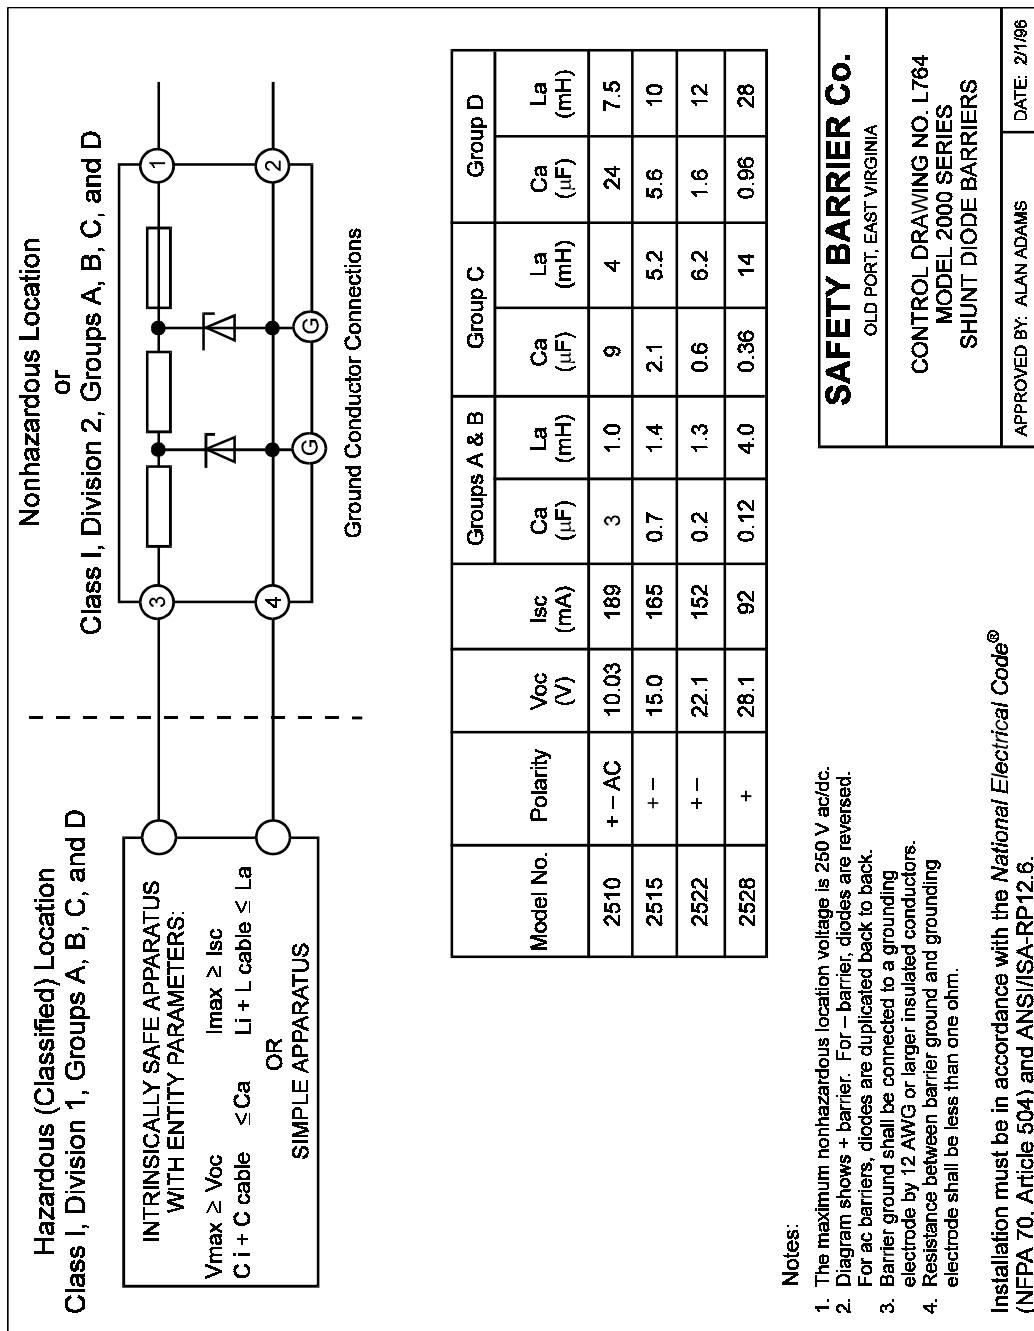 Hazardous (Classified) Location
Class I, Division 1, Groups A, B, C, and D
Nonhazardous Location
or
Class I, Division 2, Groups A, B, C, and D
INTRINSICALLY SAFE APPARATUS
WITH ENTITY PARAMETERS:
Vmax ≥ Voc Imax ≥ Isc
C i + C cable ≤ Ca Li + L cable ≤ La
OR
SIMPLE APPARATUS
3
1
4
2
G
G
Ground Conductor Connections
Groups A & B Group C Group D
Model No. Polarity Voc (V) Isc (mA) Ca (µF) La (mH) Ca (µF) La (mH) Ca (µF) La (mH)
2510 + – AC 10.03 189 3 1.0 9 4 24 7.5
2515 + – 15.0 165 0.7 1.4 2.1 5.2 5.6 10
2522 + – 22.1 152 0.2 1.3 0.6 6.2 1.6 12
2528 + 28.1 92 0.12 4.0 0.36 14 0.96 28
Notes:
1. The maximum nonhazardous location voltage is 250 V ac/dc.
2. Diagram shows + barrier. For – barrier, diodes are reversed.
For ac barriers, diodes are duplicated back to back.
3. Barrier ground shall be connected to a grounding
electrode by 12 AWG or larger insulated conductors.
4. Resistance between barrier ground and grounding
electrode shall be less than one ohm.
Installation must be in accordance with the National Electrical Code®
(NFPA 70, Article 504) and ANSI/ISA-RP12.6.
SAFETY BARRIER Co.
OLD PORT, EAST VIRGINIA
CONTROL DRAWING NO. L764
MODEL 2000 SERIES
SHUNT DIODE BARRIERS
APPROVED BY: ALAN ADAMS DATE: 2/1/96